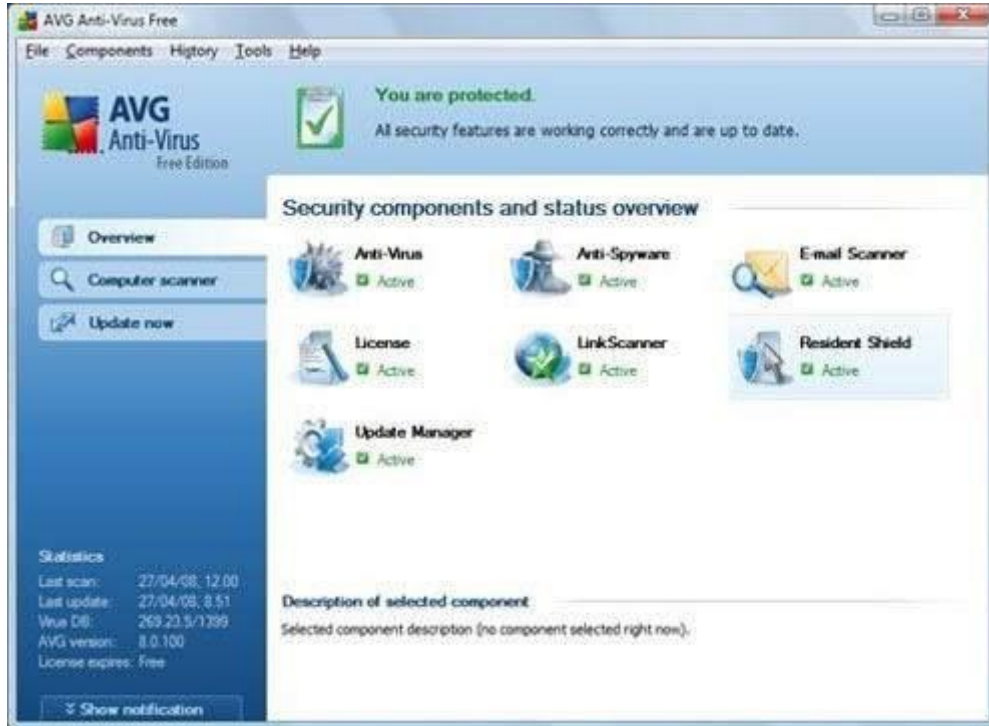 AVG Anti-Virus Free
File Components History Tools Help
AVG
Anti-Virus
Free Edition
You are protected.
All security features are working correctly and are up to date.
Security components and status overview
Overview
Computer scanner
Update now
Anti-Virus
Active
Anti-Spyware
Active
E-mail Scanner
Active
License
Active
LinkScanner
Active
Resident Shield
Active
Update Manager
Active
Statistics
Last scan: 27/04/08, 12.00
Last update: 27/04/08, 8.51
Virus DB: 269.23.5/1399
AVG version: 8.0.100
License expires: Free
Show notification
Description of selected component
Selected component description (no component selected right now).